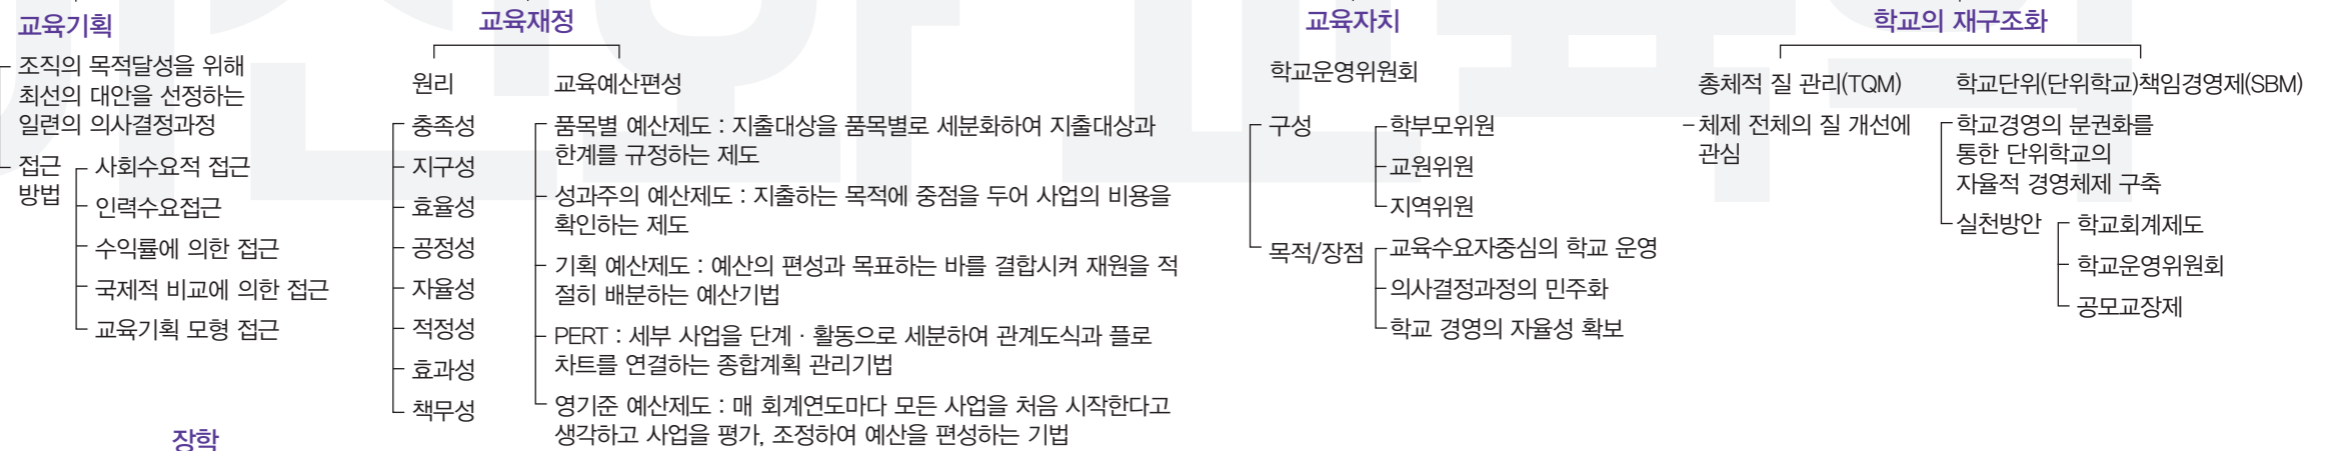 교육기획
조직의 목적달성을 위해
최선의 대안을 선정하는
일련의 의사결정과정
접근
방법
사회수요적 접근
인력수요접근
수익률에 의한 접근
국제적 비교에 의한 접근
교육기획 모형 접근
장학
교육재정
원리
충족성
지구성
효율성
공정성
자율성
적정성
효과성
책무성
교육예산편성
품목별 예산제도 : 지출대상을 품목별로 세분화하여 지출대상과
한계를 규정하는 제도
성과주의 예산제도 : 지출하는 목적에 중점을 두어 사업의 비용을
확인하는 제도
기획 예산제도 : 예산의 편성과 목표하는 바를 결합시켜 재원을 적
절히 배분하는 예산기법
PERT : 세부 사업을 단계 · 활동으로 세분하여 관계도식과 플로
차트를 연결하는 종합계획 관리기법
영기준 예산제도 : 매 회계연도마다 모든 사업을 처음 시작한다고
생각하고 사업을 평가, 조정하여 예산을 편성하는 기법
교육자치
학교운영위원회
구성
학부모위원
교원위원
지역위원
목적/장점
교육수요자중심의 학교 운영
의사결정과정의 민주화
학교 경영의 자율성 확보
학교의 재구조화
총체적 질 관리(TQM)
체제 전체의 질 개선에
관심
학교단위(단위학교)책임경영제(SBM)
학교경영의 분권화를
통한 단위학교의
자율적 경영체제 구축
실천방안
학교회계제도
학교운영위원회
공모교장제